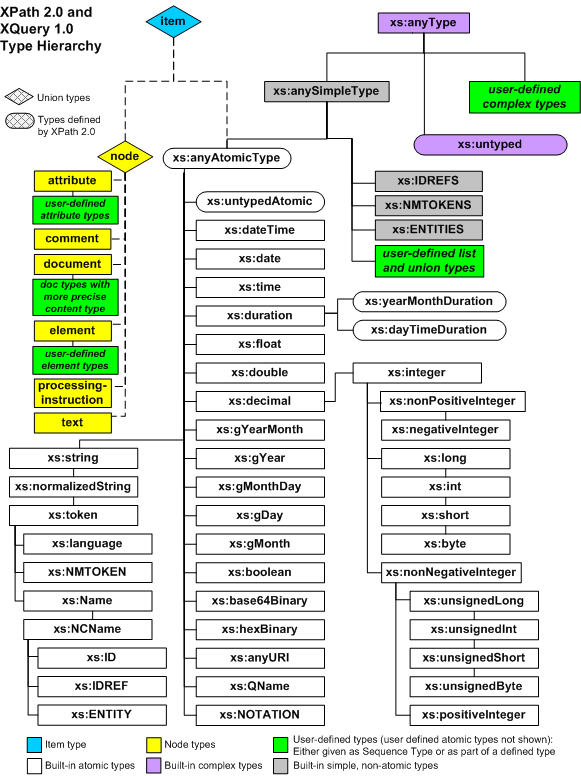 XPath 2.0 and
XQuery 1.0
Type Hierarchy
item
xs:anyType
Union types
Types defined
by XPath 2.0
xs:anySimpleType
user-defined
complex types
xs:untyped
node
xs:anyAtomicType
attribute
user-defined
attribute types
comment
document
doc types with
more precise
content type
element
user-defined
element types
processing-
instruction
text
xs:IDREFS
xs:NMTOKENS
xs:ENTITIES
user-defined list
and union types
xs:untypedAtomic
xs:dateTime
xs:date
xs:time
xs:duration
xs:yearMonthDuration
xs:dayTimeDuration
xs:float
xs:double
xs:decimal
xs:gYearMonth
xs:gYear
xs:gMonthDay
xs:gDay
xs:gMonth
xs:boolean
xs:base64Binary
xs:hexBinary
xs:anyURI
xs:QName
xs:NOTATION
xs:integer
xs:nonPositiveInteger
xs:negativeInteger
xs:long
xs:int
xs:short
xs:byte
xs:nonNegativeInteger
xs:unsignedLong
xs:unsignedInt
xs:unsignedShort
xs:unsignedByte
xs:positiveInteger
xs:string
xs:normalizedString
xs:token
xs:language
xs:NMTOKEN
xs:Name
xs:NCName
xs:ID
xs:IDREF
xs:ENTITY
Item type
Node types
User-defined types (user defined atomic types not shown):
Either given as Sequence Type or as part of a defined type
Built-in atomic types
Built-in complex types
Built-in simple, non-atomic types